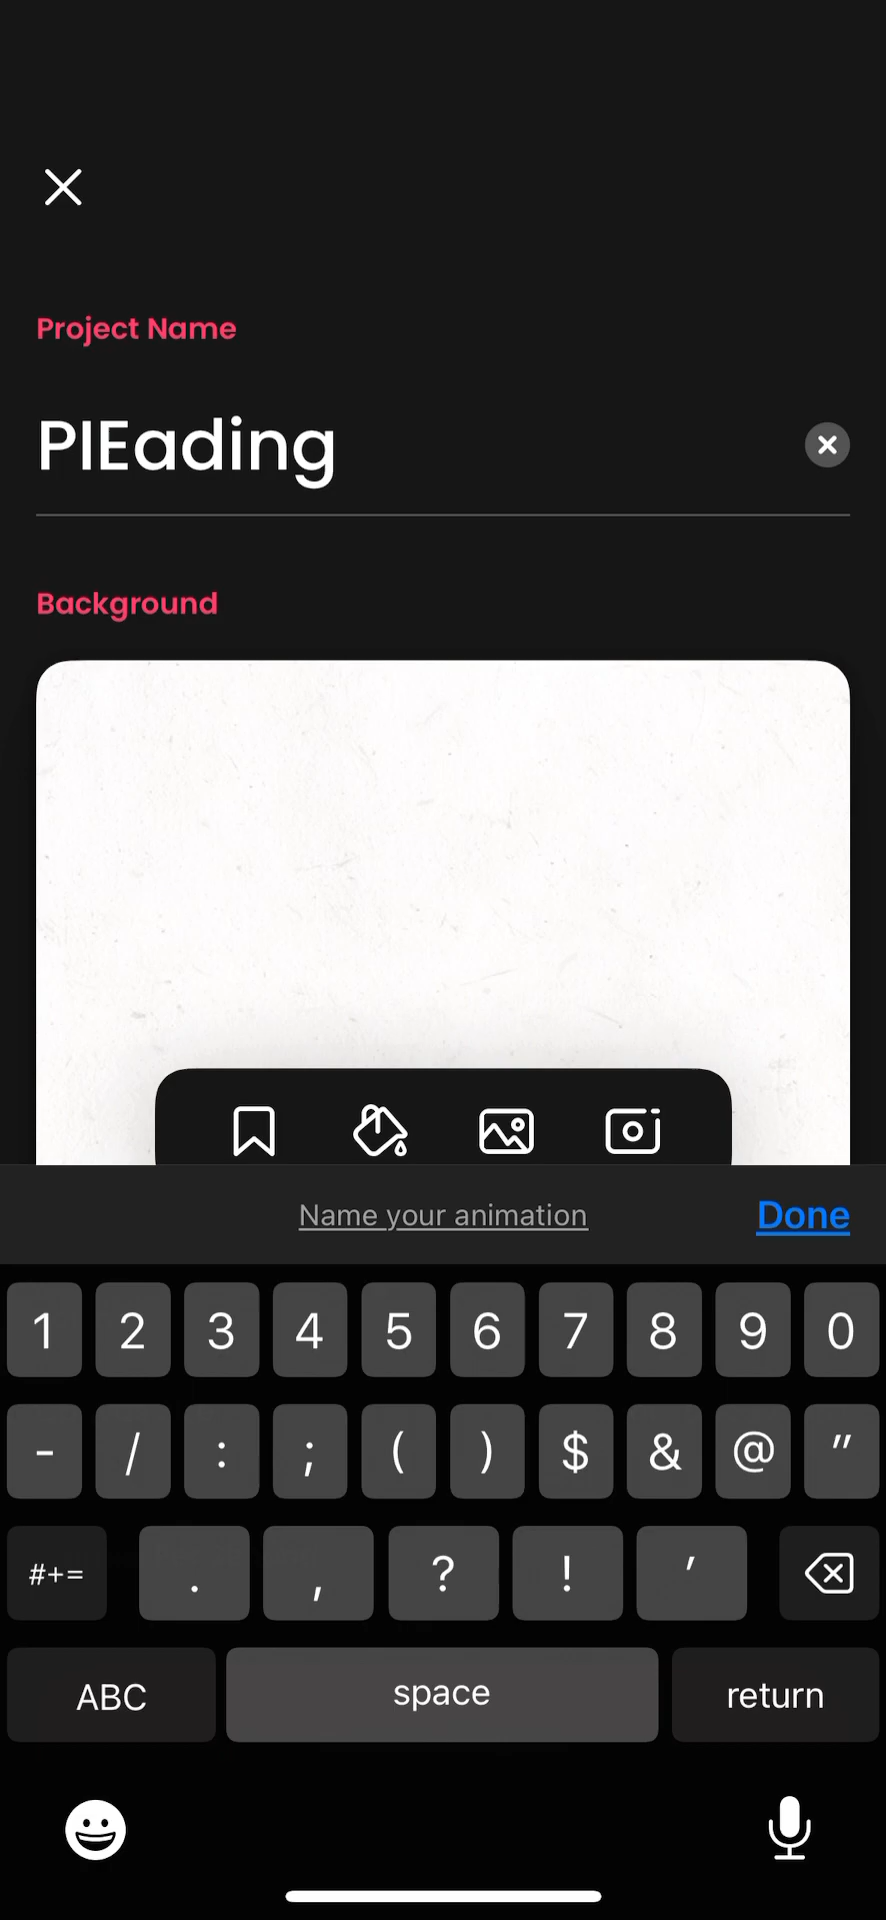 Project Name
PlEading
Background
Name your animation
Done
1 2 3 4 5 6 7 8 9 0
- / : ; ( ) $ & @ "
#+= . , ? ! '
ABC space return